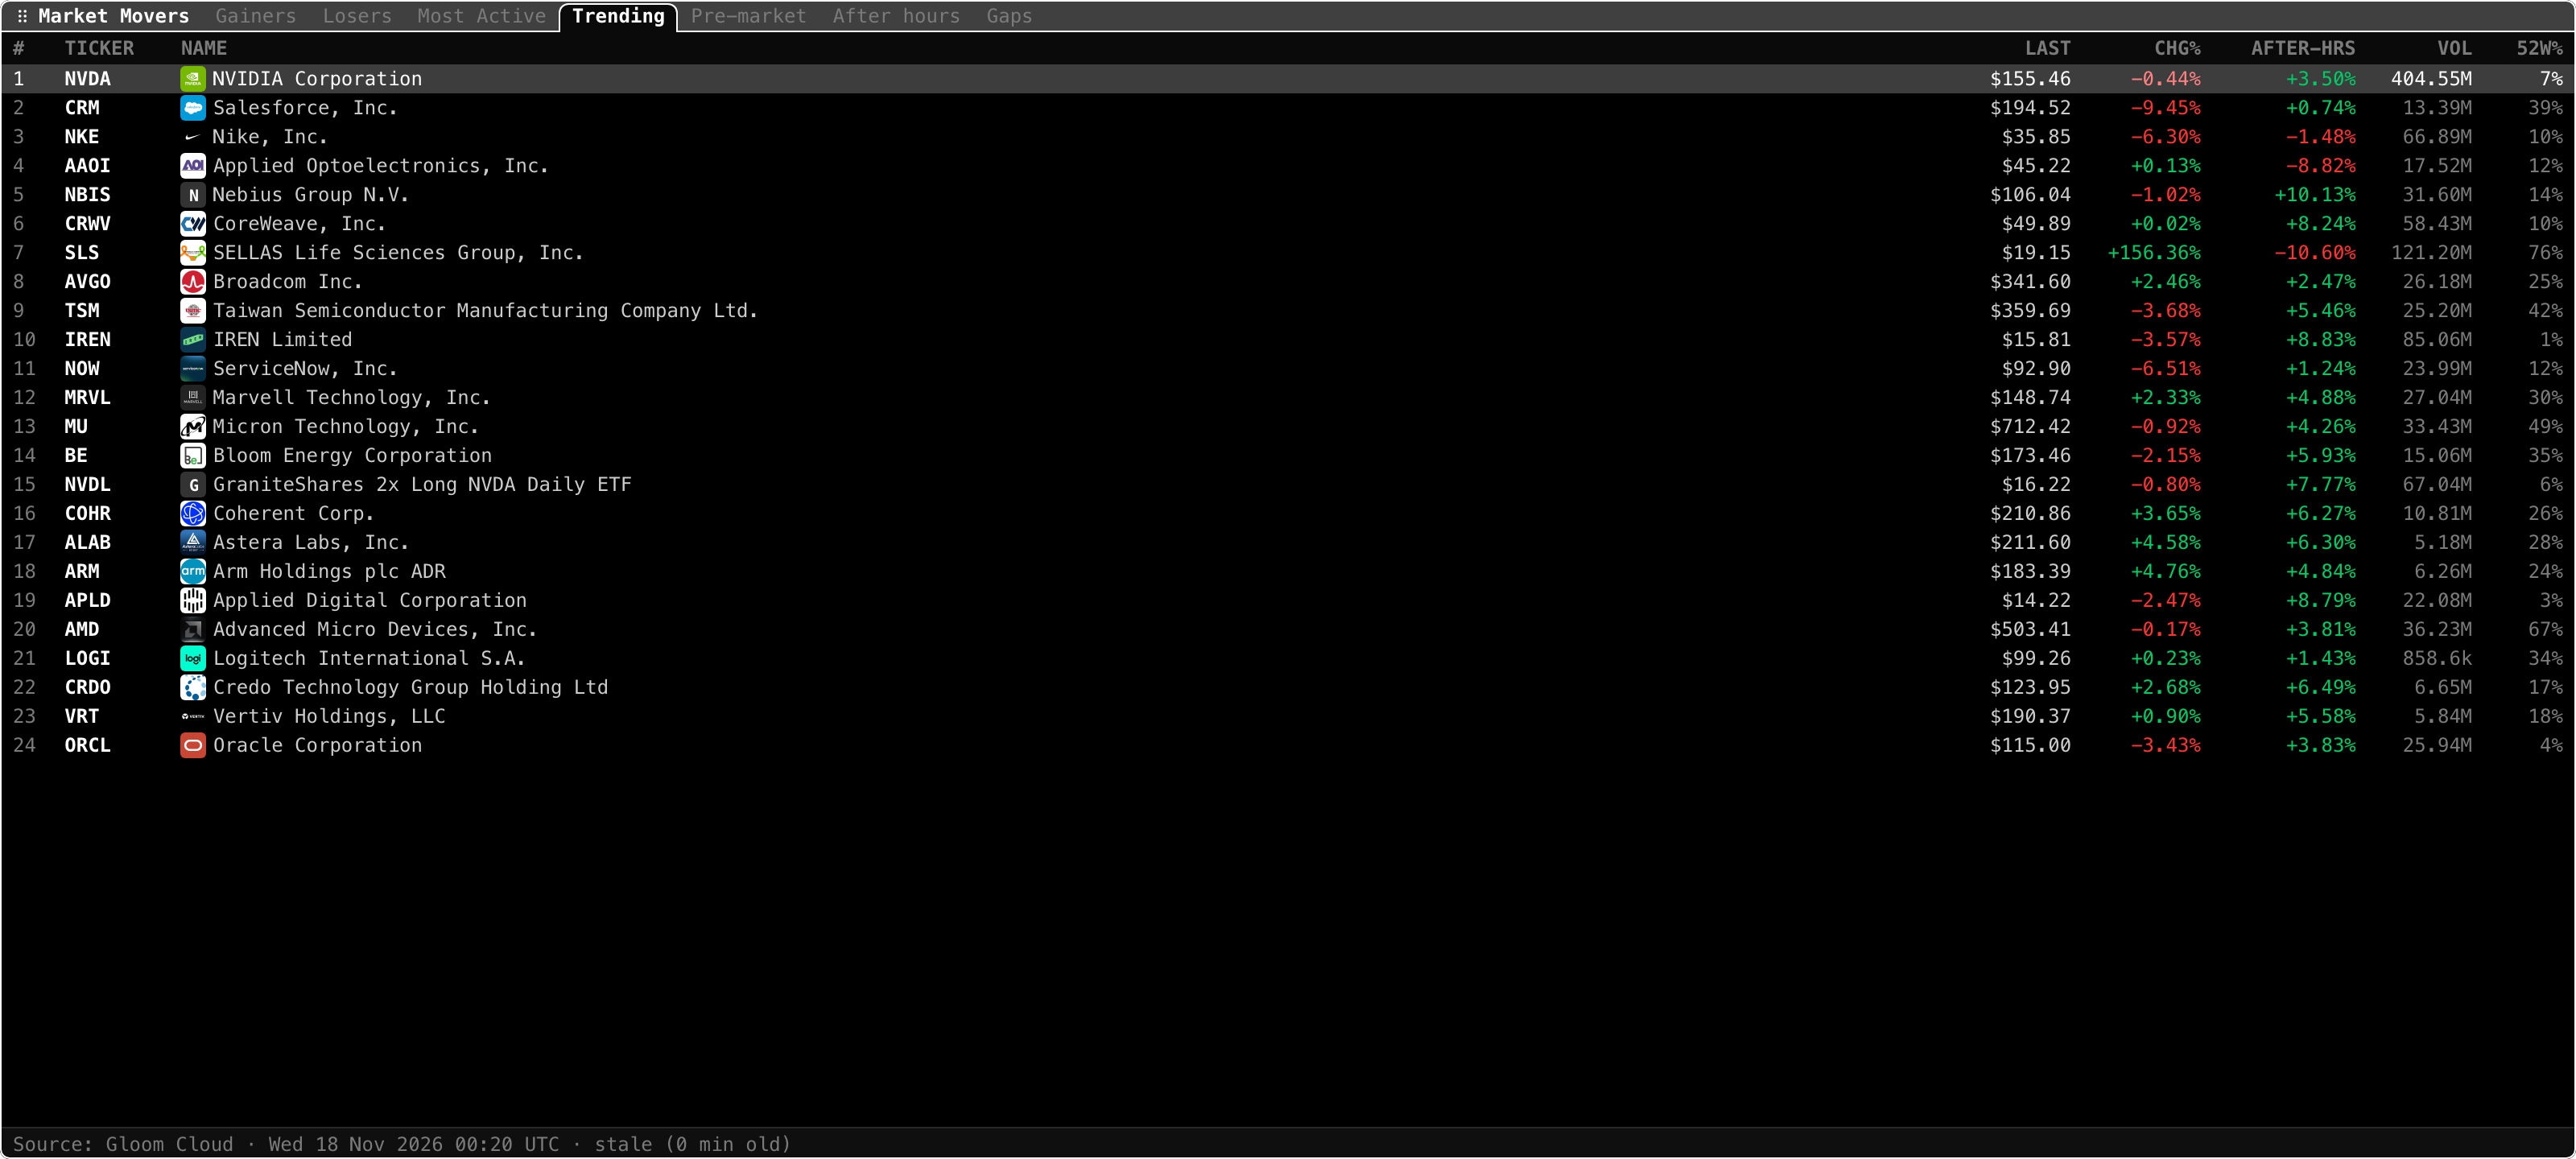 Market Movers Gainers Losers Most Active Trending Pre-market After hours Gaps
# TICKER NAME LAST CHG% AFTER-HRS VOL 52W%
1 NVDA NVIDIA Corporation $155.46 -0.44% +3.50% 404.55M 7%
2 CRM Salesforce, Inc. $194.52 -9.45% +0.74% 13.39M 39%
3 NKE Nike, Inc. $35.85 -6.30% -1.48% 66.89M 10%
4 AAOI AOI Applied Optoelectronics, Inc. $45.22 +0.13% -8.82% 17.52M 12%
5 NBIS N Nebius Group N.V. $106.04 -1.02% +10.13% 31.60M 14%
6 CRWV CoreWeave, Inc. $49.89 +0.02% +8.24% 58.43M 10%
7 SLS SELLAS Life Sciences Group, Inc. $19.15 +156.36% -10.60% 121.20M 76%
8 AVGO Broadcom Inc. $341.60 +2.46% +2.47% 26.18M 25%
9 TSM Taiwan Semiconductor Manufacturing Company Ltd. $359.69 -3.68% +5.46% 25.20M 42%
10 IREN IREN Limited $15.81 -3.57% +8.83% 85.06M 1%
11 NOW ServiceNow, Inc. $92.90 -6.51% +1.24% 23.99M 12%
12 MRVL Marvell Technology, Inc. $148.74 +2.33% +4.88% 27.04M 30%
13 MU Micron Technology, Inc. $712.42 -0.92% +4.26% 33.43M 49%
14 BE Be Bloom Energy Corporation $173.46 -2.15% +5.93% 15.06M 35%
15 NVDL G GraniteShares 2x Long NVDA Daily ETF $16.22 -0.80% +7.77% 67.04M 6%
16 COHR Coherent Corp. $210.86 +3.65% +6.27% 10.81M 26%
17 ALAB Astera Labs, Inc. $211.60 +4.58% +6.30% 5.18M 28%
18 ARM arm Arm Holdings plc ADR $183.39 +4.76% +4.84% 6.26M 24%
19 APLD Applied Digital Corporation $14.22 -2.47% +8.79% 22.08M 3%
20 AMD Advanced Micro Devices, Inc. $503.41 -0.17% +3.81% 36.23M 67%
21 LOGI logi Logitech International S.A. $99.26 +0.23% +1.43% 858.6k 34%
22 CRDO Credo Technology Group Holding Ltd $123.95 +2.68% +6.49% 6.65M 17%
23 VRT Vertiv Holdings, LLC $190.37 +0.90% +5.58% 5.84M 18%
24 ORCL Oracle Corporation $115.00 -3.43% +3.83% 25.94M 4%
Source: Gloom Cloud · Wed 18 Nov 2026 00:20 UTC · stale (0 min old)